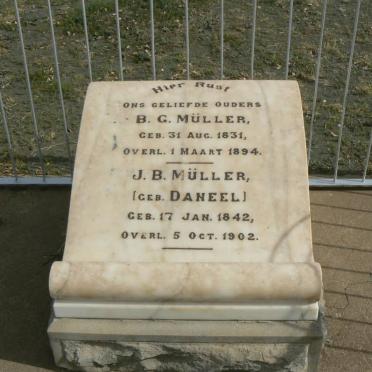 Hier Rust
ONS GELIEFDE OUDERS
B. G. MÜLLER,
GEB. 31 AUG. 1831,
OVERL. 1 MAART 1894.
J. B. MÜLLER,
[GEB. DANEEL]
GEB. 17 JAN. 1842,
OVERL. 5 OCT. 1902.